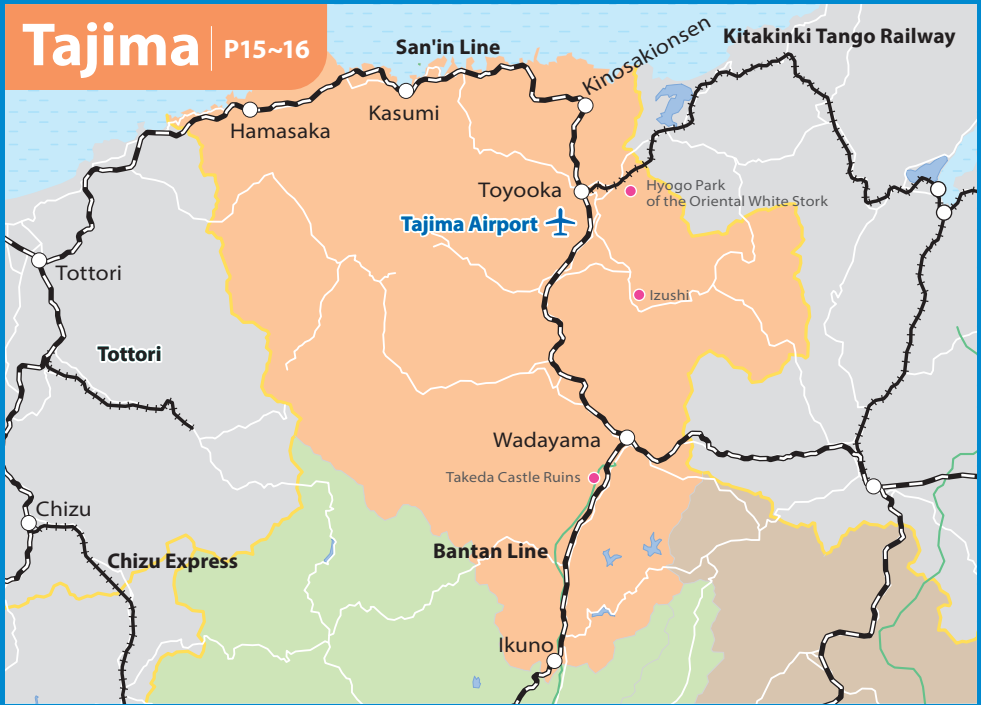 Tajima
P15~16
San'in Line
Kinosakionsen
Kitakinki Tango Railway
Kasumi
Hamasaka
Toyooka
Hyogo Park
of the Oriental White Stork
Tajima Airport
Tottori
Izushi
Tottori
Wadayama
Takeda Castle Ruins
Chizu
Bantan Line
Chizu Express
Ikuno